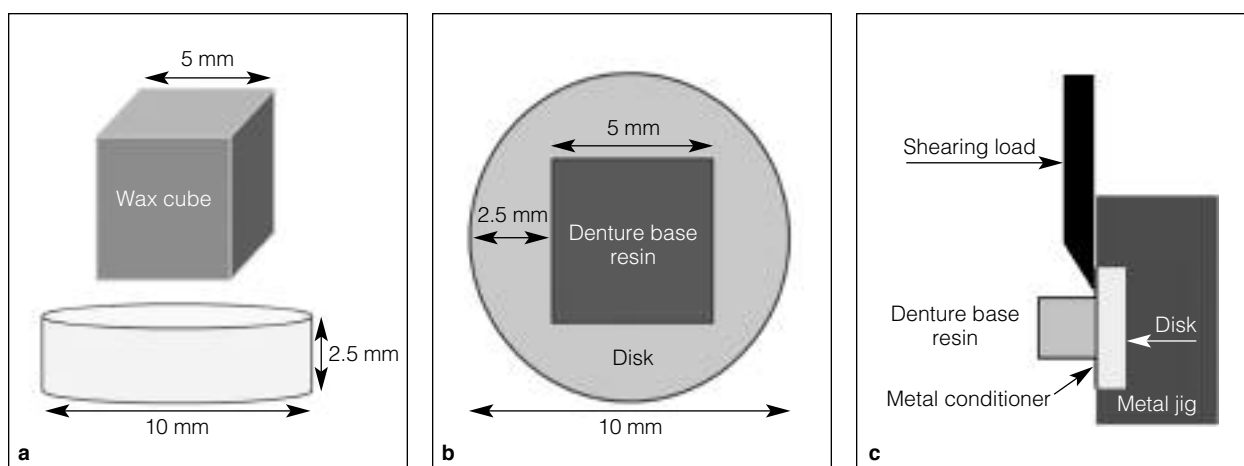 5 mm
Wax cube
2.5 mm
10 mm
a
5 mm
2.5 mm
Denture base
resin
Disk
10 mm
b
Shearing load
Denture base
resin
Disk
Metal conditioner
Metal jig
c